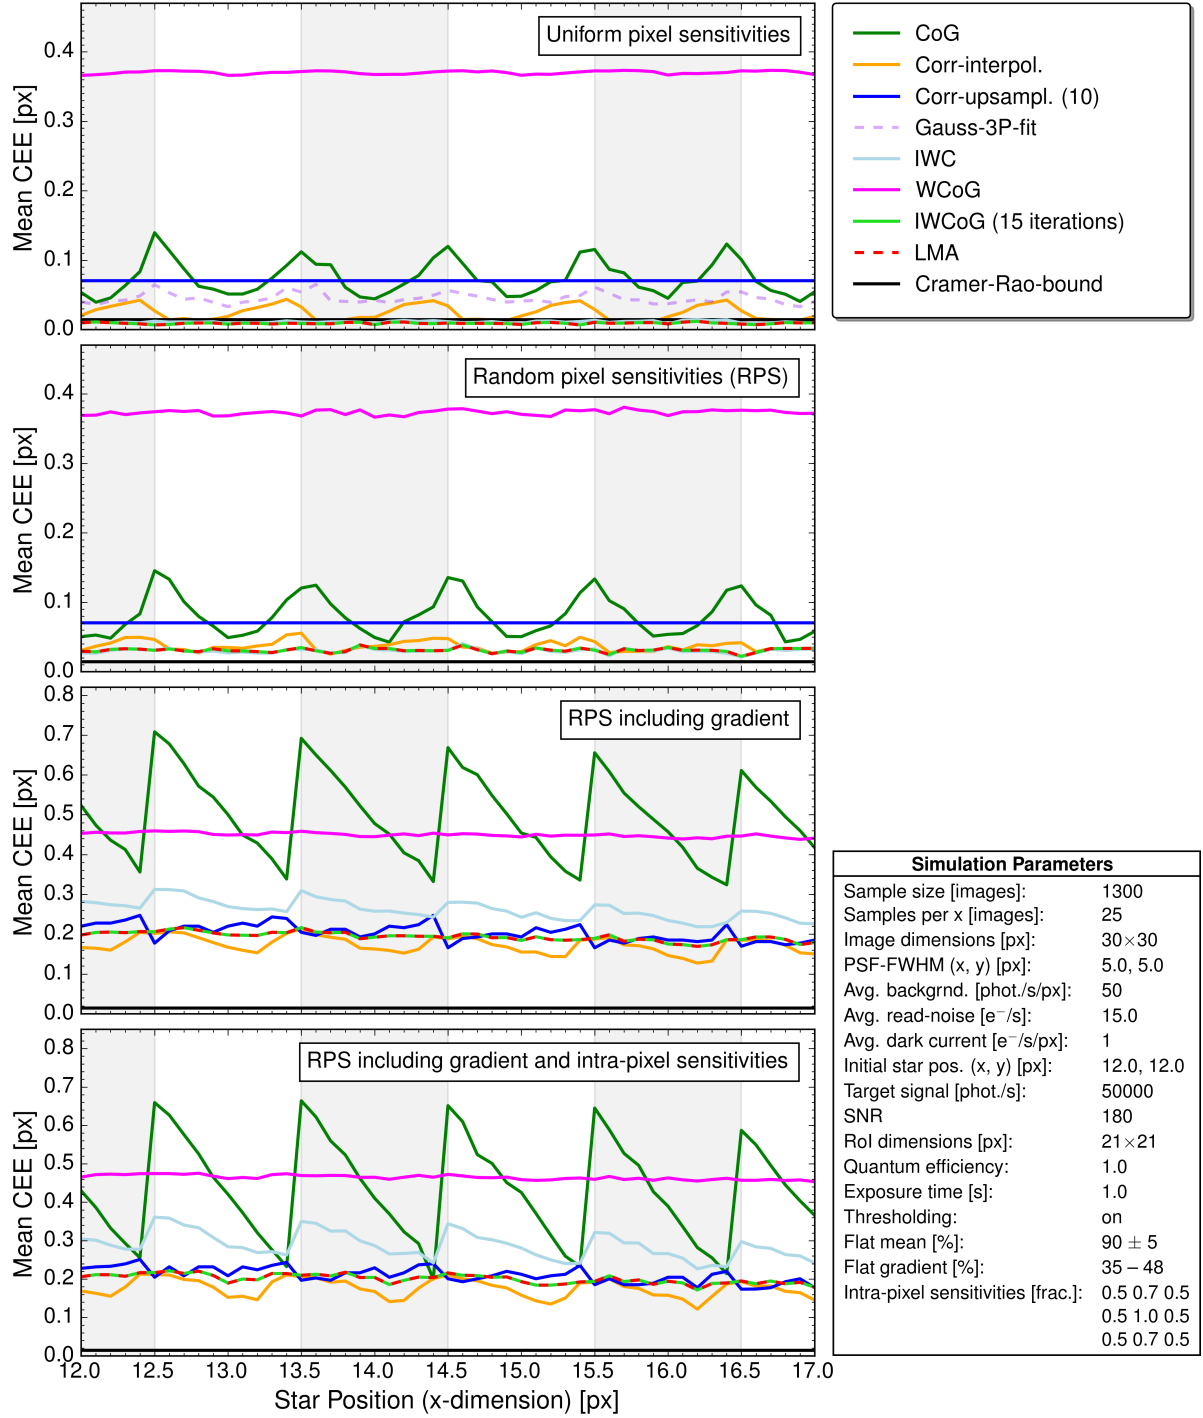 Uniform pixel sensitivities
Mean CEE [px]
0.4
0.3
0.2
0.1
0.0
CoG
Corr-interpol.
Corr-upsampl. (10)
Gauss-3P-fit
IWC
WCoG
IWCoG (15 iterations)
LMA
Cramer-Rao-bound
Random pixel sensitivities (RPS)
Mean CEE [px]
0.4
0.3
0.2
0.1
0.0
RPS including gradient
Mean CEE [px]
0.8
0.7
0.6
0.5
0.4
0.3
0.2
0.1
0.0
RPS including gradient and intra-pixel sensitivities
Mean CEE [px]
0.8
0.7
0.6
0.5
0.4
0.3
0.2
0.1
0.0
12.0 12.5 13.0 13.5 14.0 14.5 15.0 15.5 16.0 16.5 17.0
Star Position (x-dimension) [px]
Simulation Parameters
Sample size [images]: 1300
Samples per x [images]: 25
Image dimensions [px]: 30×30
PSF-FWHM (x, y) [px]: 5.0, 5.0
Avg. backgrnd. [phot./s/px]: 50
Avg. read-noise [e⁻/s]: 15.0
Avg. dark current [e⁻/s/px]: 1
Initial star pos. (x, y) [px]: 12.0, 12.0
Target signal [phot./s]: 50000
SNR 180
RoI dimensions [px]: 21×21
Quantum efficiency: 1.0
Exposure time [s]: 1.0
Thresholding: on
Flat mean [%]: 90 ± 5
Flat gradient [%]: 35 − 48
Intra-pixel sensitivities [frac.]: 0.5 0.7 0.5
0.5 1.0 0.5
0.5 0.7 0.5